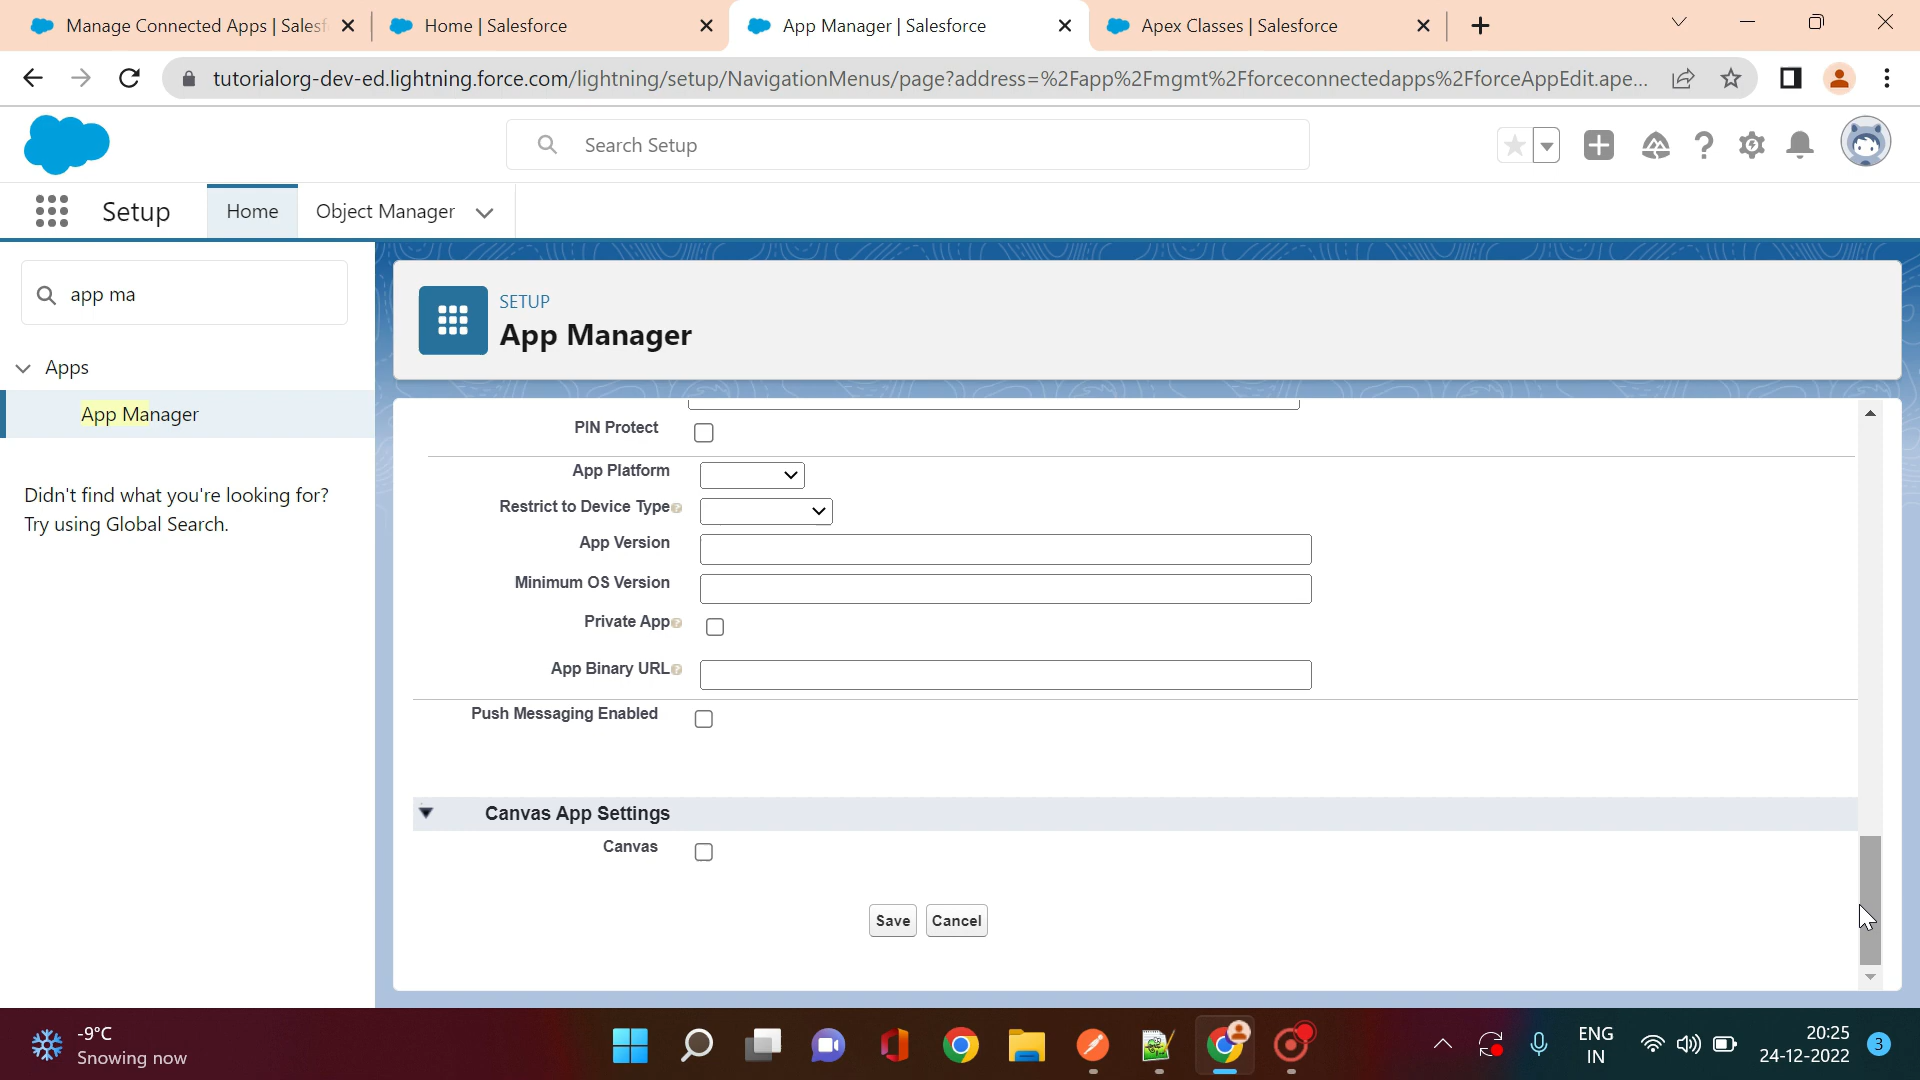 Manage Connected Apps | Salesf
Home | Salesforce
App Manager | Salesforce
Apex Classes | Salesforce
tutorialorg-dev-ed.lightning.force.com/lightning/setup/NavigationMenus/page?address=%2Fapp%2Fmgmt%2Fforceconnectedapps%2FforceAppEdit.ape...
Search Setup
Setup
Home
Object Manager
app ma
Apps
App Manager
Didn't find what you're looking for?
Try using Global Search.
SETUP
App Manager
PIN Protect
App Platform
Restrict to Device Type
App Version
Minimum OS Version
Private App
App Binary URL
Push Messaging Enabled
Canvas App Settings
Canvas
Save Cancel
-9°C
Snowing now
ENG
IN
20:25
24-12-2022
3